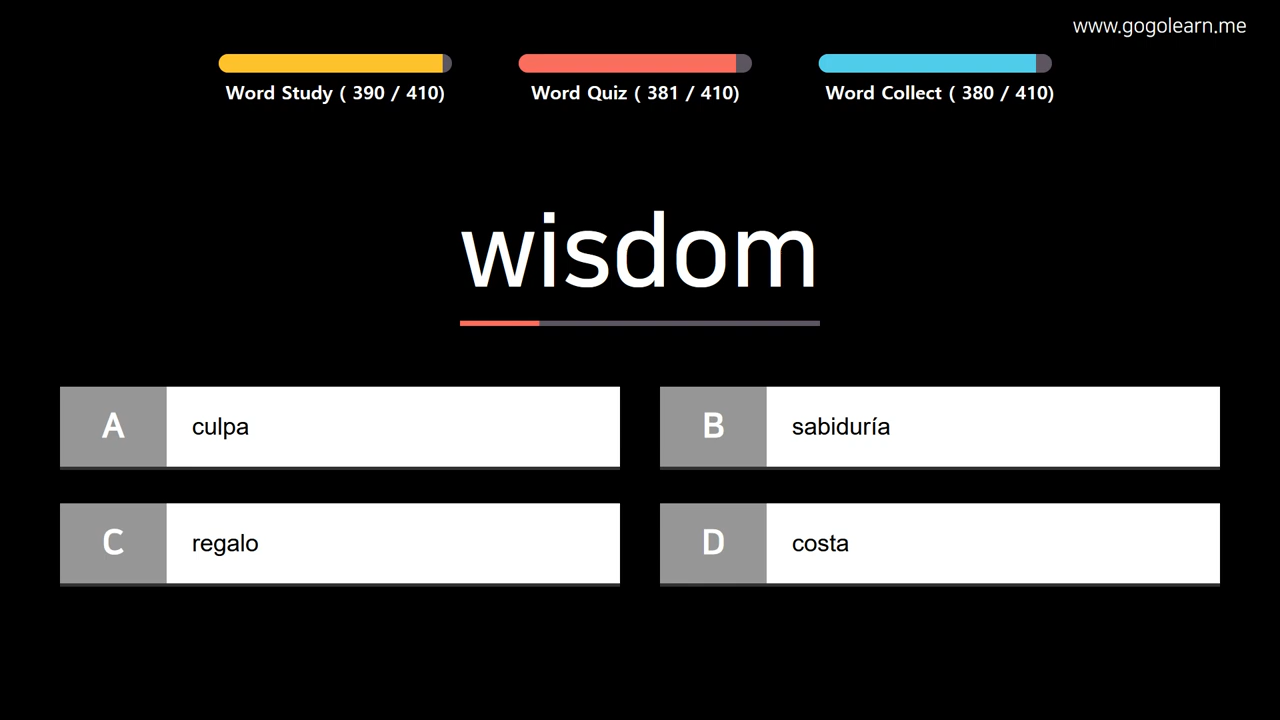 www.gogolearn.me
Word Study ( 390 / 410)
Word Quiz ( 381 / 410)
Word Collect ( 380 / 410)
wisdom
A culpa
B sabiduría
C regalo
D costa